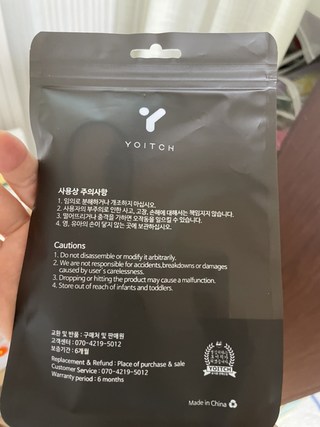 YOITCH
사용상 주의사항
1. 임의로 분해하거나 개조하지 마십시오.
2. 사용자의 부주의로 인한 사고, 고장, 손해에 대해서는 책임지지 않습니다.
3. 떨어뜨리거나 충격을 가하면 오작동을 일으킬 수 있습니다.
4. 영, 유아의 손이 닿지 않는 곳에 보관하십시오.
Cautions
1. Do not disassemble or modify it arbitrarily.
2. We are not responsible for accidents,breakdowns or damages
caused by user`s carelessness.
3. Dropping or hitting the product may cause a malfunction.
4. Store out of reach of infants and toddlers.
교환 및 반품 : 구매처 및 판매원
고객센터 : 070-4219-5012
보증기간 : 6개월
Replacement & Refund : Place of purchase & sale
Customer Service : 070-4219-5012
Warranty period : 6 months
YOITCH
Made in China